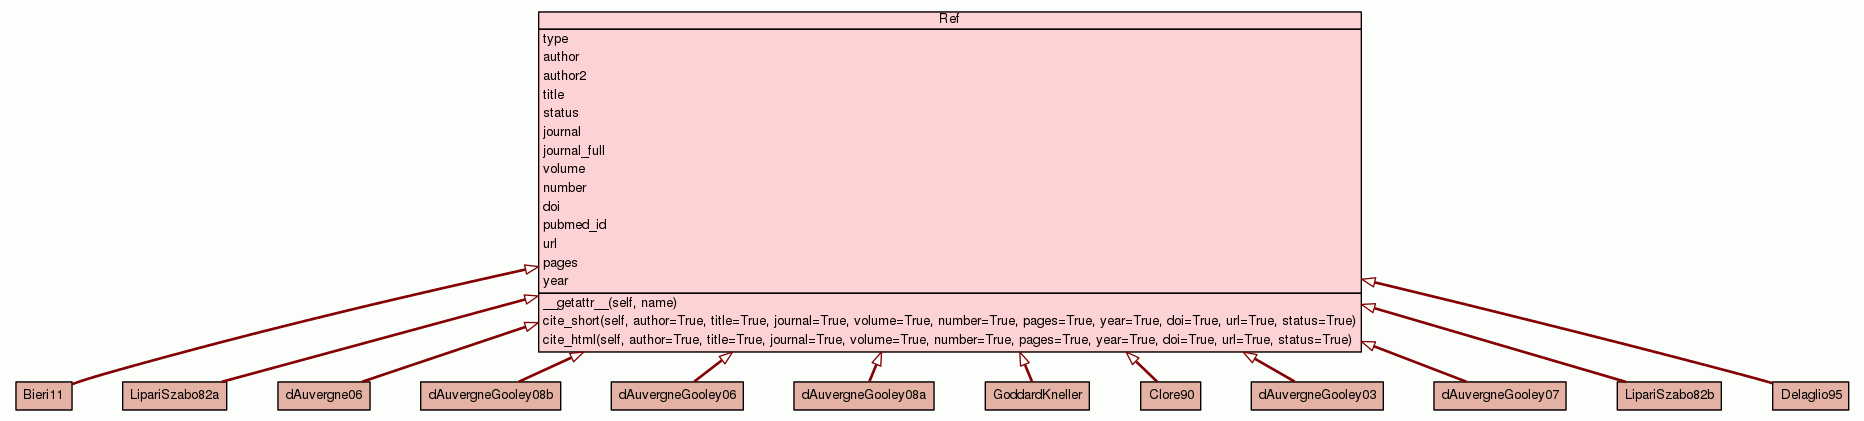 Ref
type
author
author2
title
status
journal
journal_full
volume
number
doi
pubmed_id
url
pages
year
__getattr__(self, name)
cite_short(self, author=True, title=True, journal=True, volume=True, number=True, pages=True, year=True, doi=True, url=True, status=True)
cite_html(self, author=True, title=True, journal=True, volume=True, number=True, pages=True, year=True, doi=True, url=True, status=True)
Bieri11
LipariSzabo82a
dAuvergne06
dAuvergneGooley08b
dAuvergneGooley06
dAuvergneGooley08a
GoddardKneller
Clore90
dAuvergneGooley03
dAuvergneGooley07
LipariSzabo82b
Delaglio95